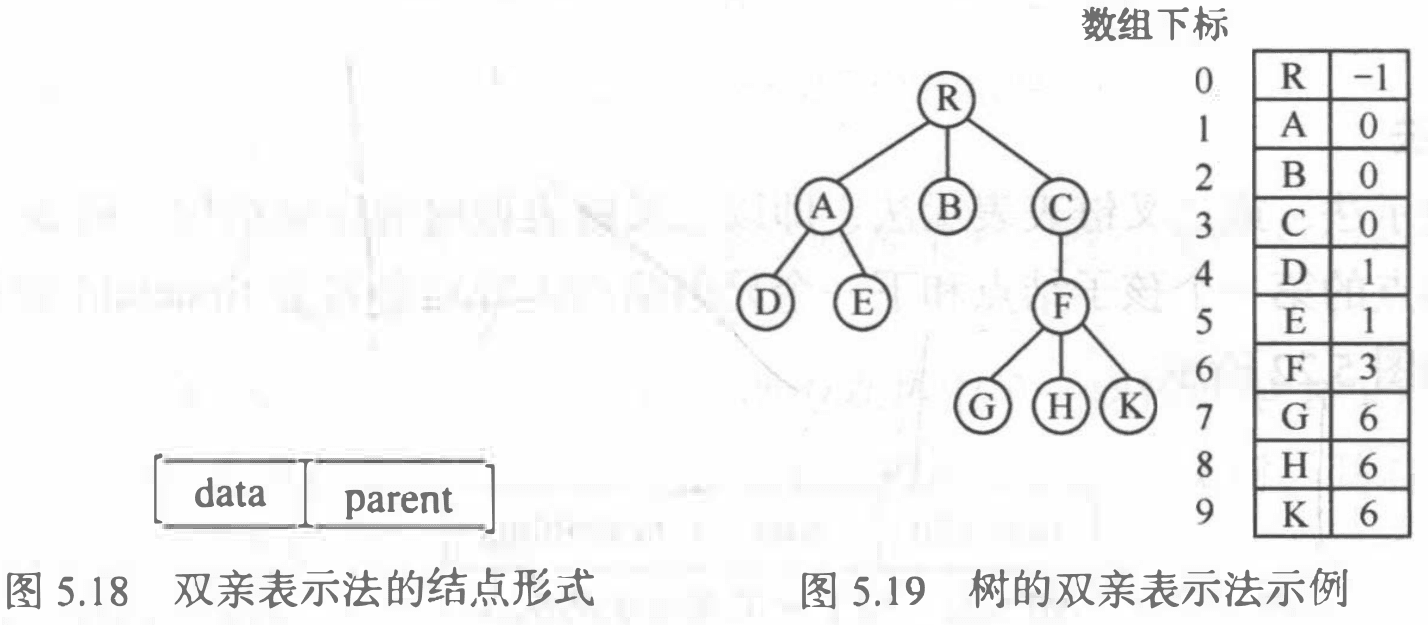 数组下标
R
A B C
D E F
G H K
0 R -1
1 A 0
2 B 0
3 C 0
4 D 1
5 E 1
6 F 3
7 G 6
8 H 6
9 K 6
data parent
图 5.18 双亲表示法的结点形式
图 5.19 树的双亲表示法示例